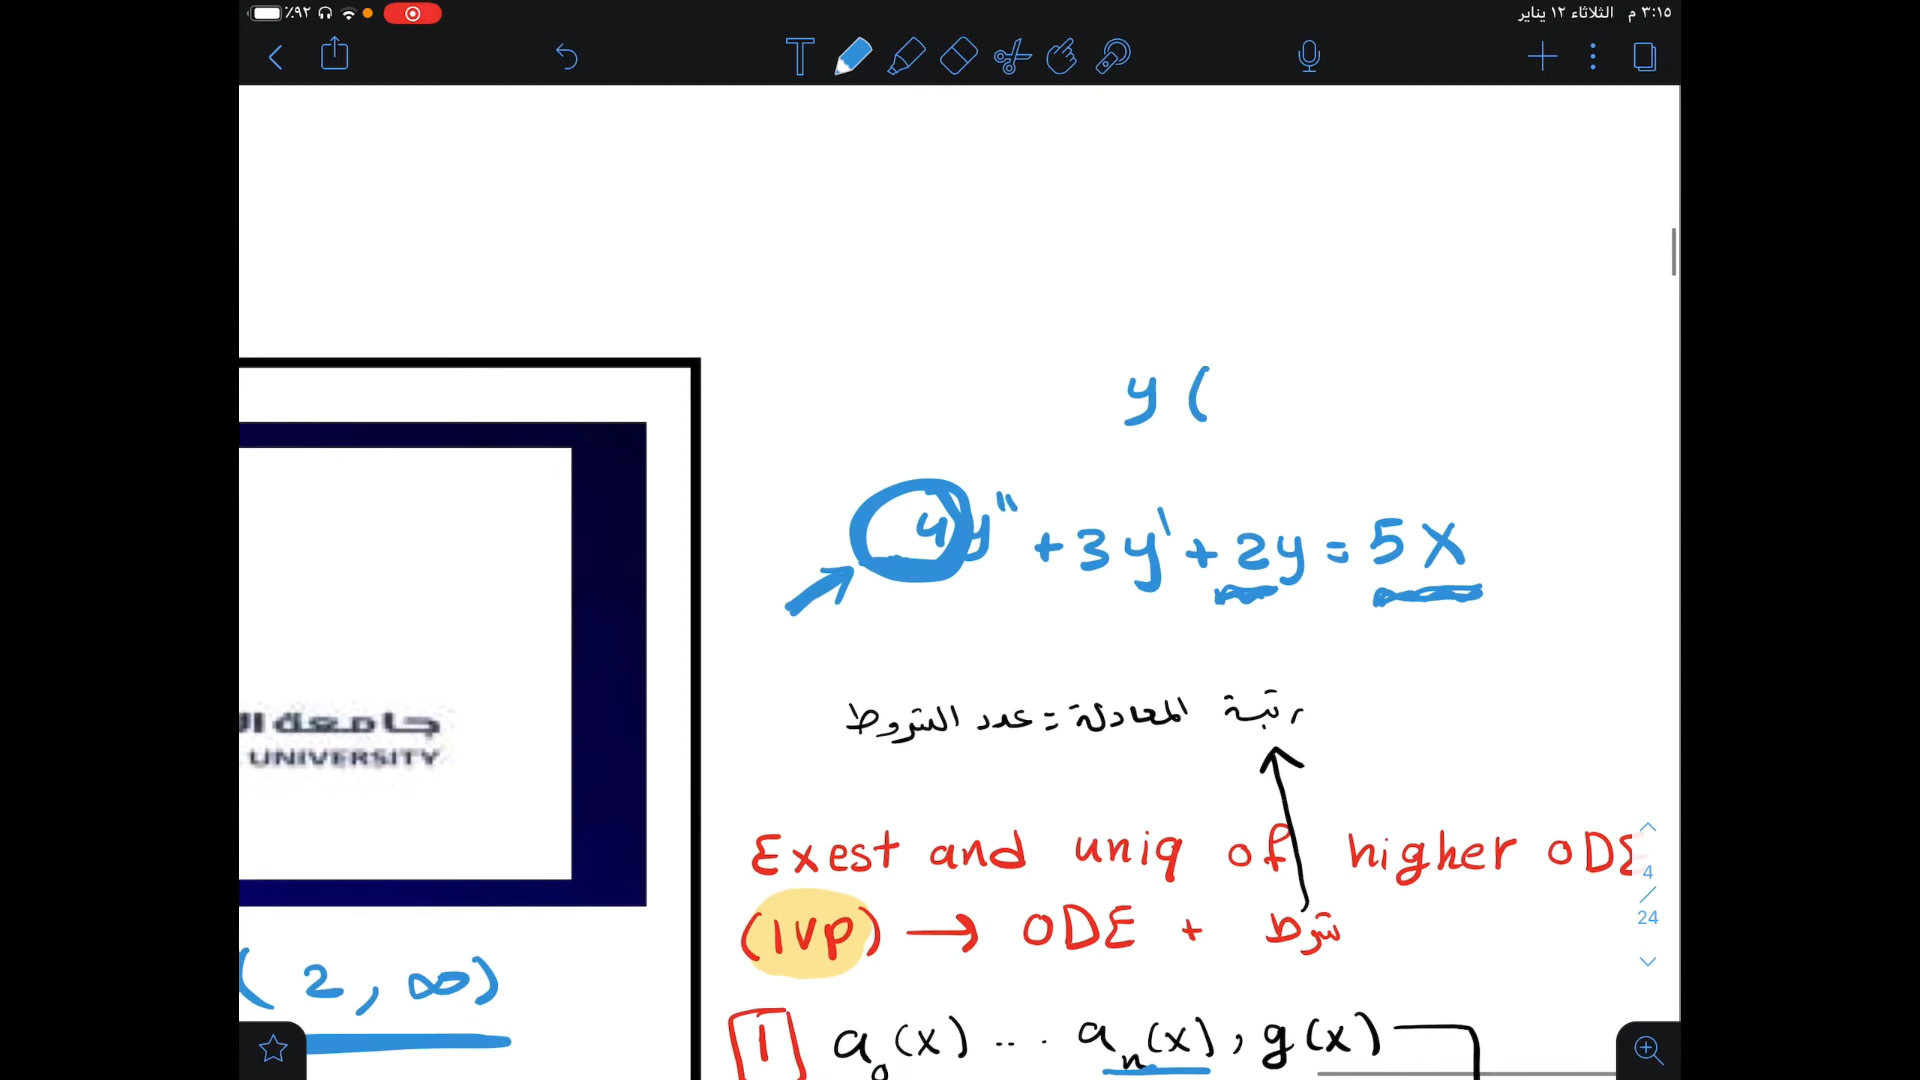 ٪٩٢
٣:١٥ م الثلاثاء ١٢ يناير
y (
4y" + 3y' + 2y = 5x
رتبة المعادلة = عدد الشروط
جامعة ال
UNIVERSITY
Exest and uniq of higher ODE
(IVP) → ODE + شرط
4
/
24
( 2 , ∞)
1 a₀(x) ... aₙ(x) , g(x)